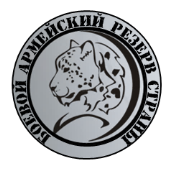 БОЕВОЙ АРМЕЙСКИЙ РЕЗЕРВ СТРАНЫ